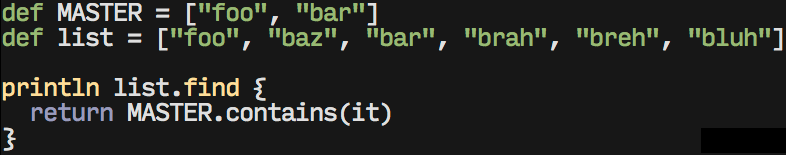 def MASTER = ["foo", "bar"]
def list = ["foo", "baz", "bar", "brah", "breh", "bluh"]
println list.find {
  return MASTER.contains(it)
}